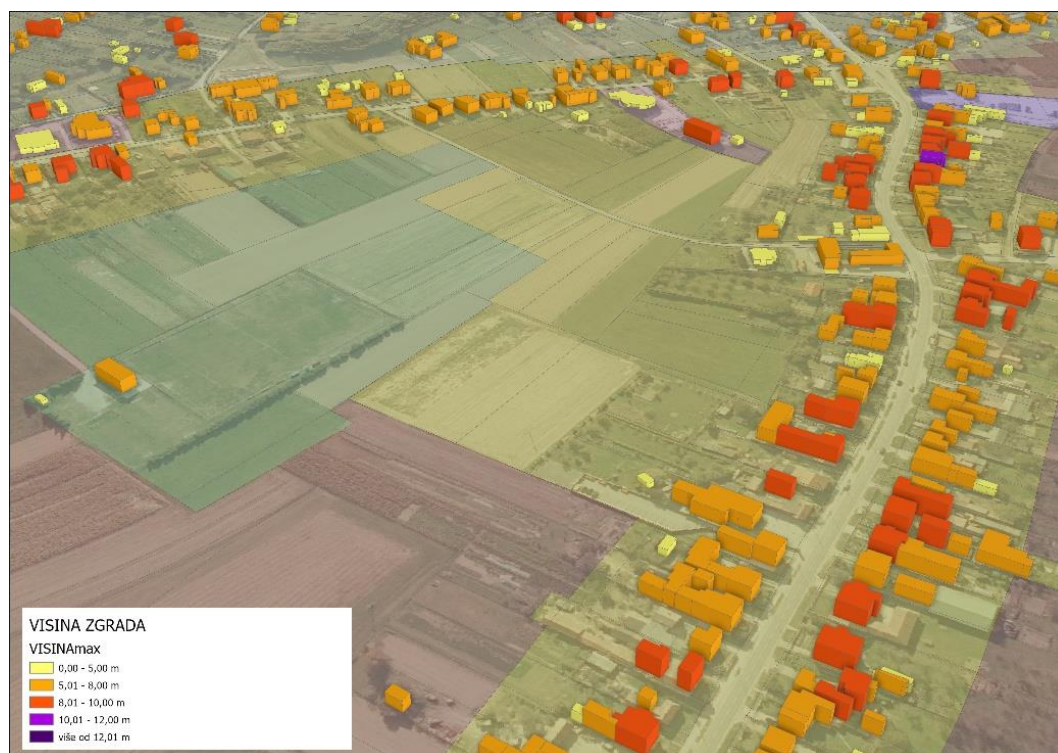 VISINA ZGRADA
VISINAmax
0,00 - 5,00 m
5,01 - 8,00 m
8,01 - 10,00 m
10,01 - 12,00 m
više od 12,01 m